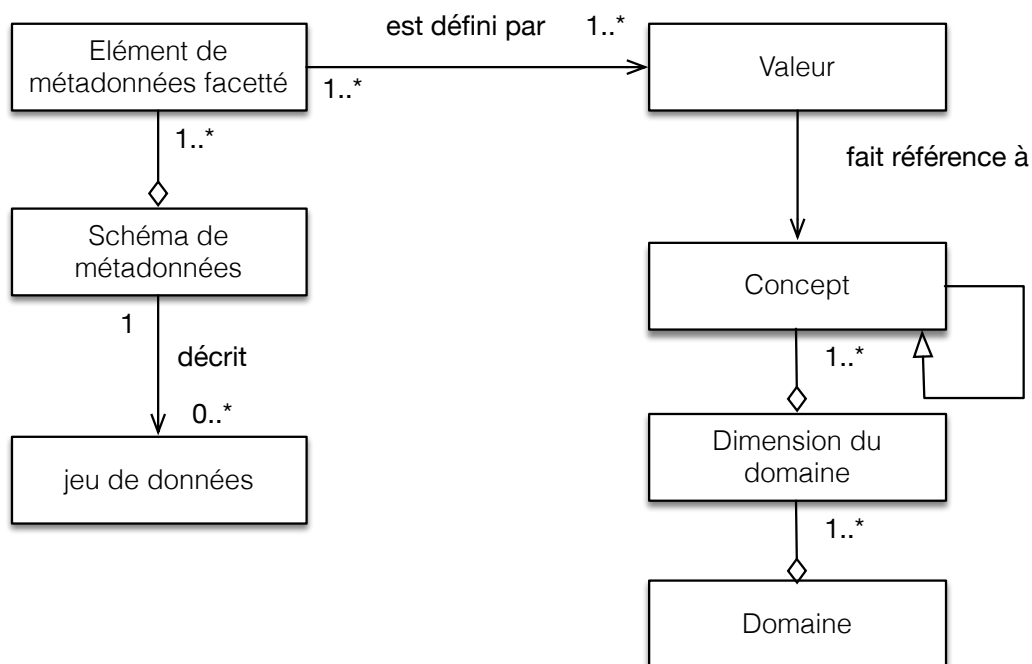 est défini par 1..*
Elément de
métadonnées facetté
1..*
Valeur
1..*
fait référence à
Schéma de
métadonnées
Concept
1
décrit
0..*
1..*
jeu de données
Dimension du
domaine
1..*
Domaine